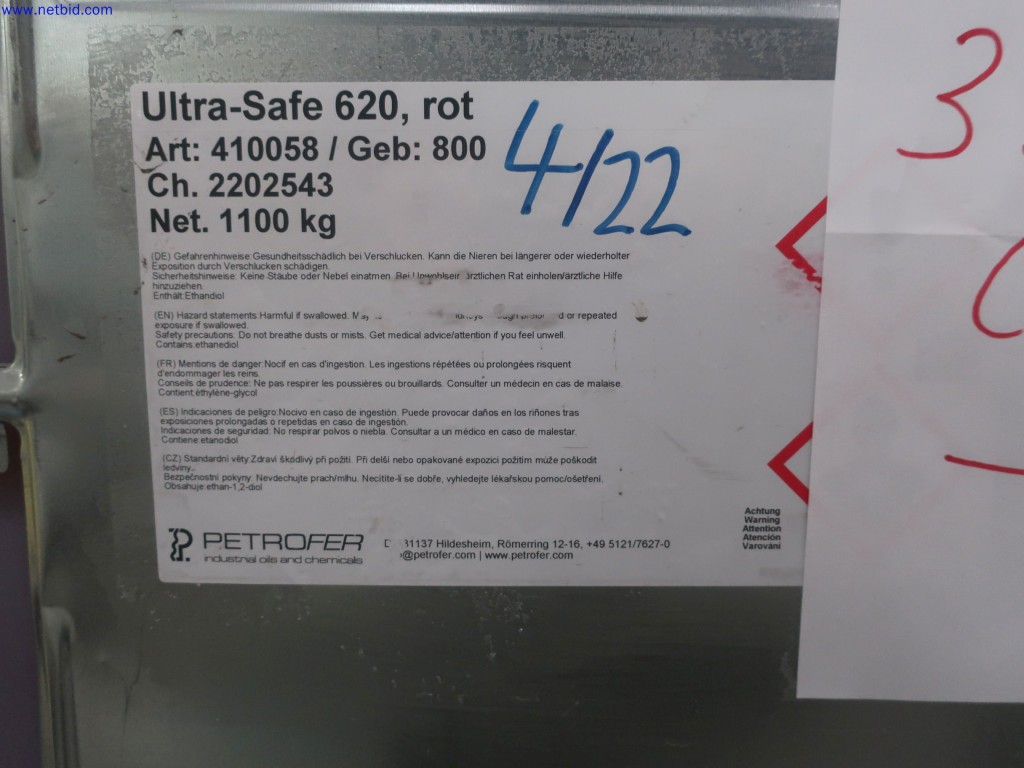 www.netbid.com
Ultra-Safe 620, rot
Art: 410058 / Geb: 800
4/22
Ch. 2202543
Net. 1100 kg
3
(DE) Gefahrenhinweise:Gesundheitsschädlich bei Verschlucken. Kann die Nieren bei längerer oder wiederholter
Exposition durch Verschlucken schädigen.
Sicherheitshinweise: Keine Stäube oder Nebel einatmen. Bei Unwohlsein ärztlichen Rat einholen/ärztliche Hilfe
hinzuziehen.
Enthält:Ethandiol
(EN) Hazard statements:Harmful if swallowed. May or repeated
exposure if swallowed.
Safety precautions: Do not breathe dusts or mists. Get medical advice/attention if you feel unwell.
Contains:ethanediol
(FR) Mentions de danger:Nocif en cas d'ingestion. Les ingestions répétées ou prolongées risquent
d'endommager les reins.
Conseils de prudence: Ne pas respirer les poussières ou brouillards. Consulter un médecin en cas de malaise.
Contient:éthylène-glycol
(ES) Indicaciones de peligro:Nocivo en caso de ingestión. Puede provocar daños en los riñones tras
exposiciones prolongadas o repetidas en caso de ingestión.
Indicaciones de seguridad: No respirar polvos o niebla. Consultar a un médico en caso de malestar.
Contiene:etanodiol
(CZ) Standardní věty:Zdraví škodlivý při požití. Při delší nebo opakované expozici požitím může poškodit
ledviny.
Bezpečnostní pokyny: Nevdechujte prach/mlhu. Necítíte-li se dobře, vyhledejte lékařskou pomoc/ošetření.
Obsahuje:ethan-1,2-diol
Achtung
Warning
Attention
Atención
Varování
PETROFER
industrial oils and chemicals
31137 Hildesheim, Römerring 12-16, +49 5121/7627-0
@petrofer.com | www.petrofer.com